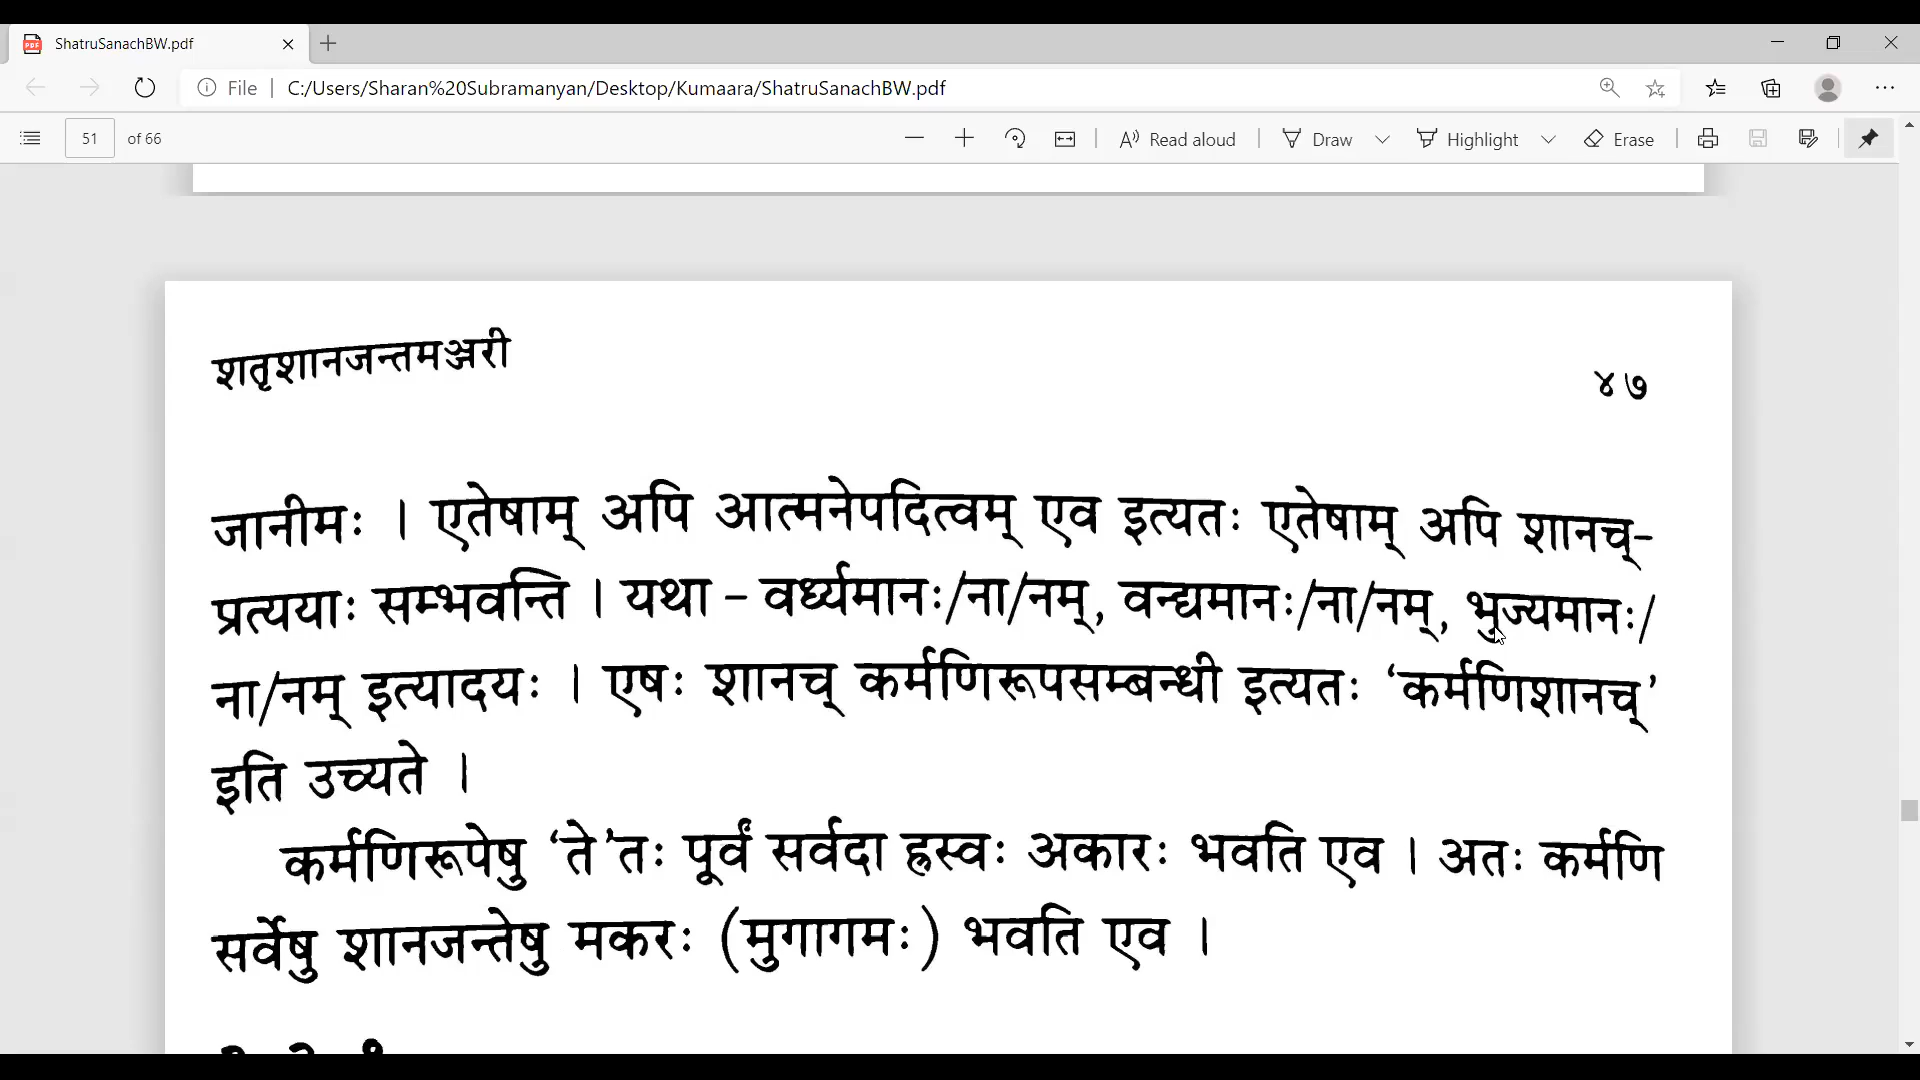 ShatruSanachBW.pdf
File | C:/Users/Sharan%20Subramanyan/Desktop/Kumaara/ShatruSanachBW.pdf
51 of 66 Read aloud Draw Highlight Erase
शतृशानजन्तमञ्जरी
४७
जानीमः । एतेषाम् अपि आत्मनेपदित्वम् एव इत्यतः एतेषाम् अपि शानच्-
प्रत्ययाः सम्भवन्ति । यथा – वर्ध्यमानः/ना/नम्, वन्द्यमानः/ना/नम्, भुज्यमानः/
ना/नम् इत्यादयः । एषः शानच् कर्मणिरूपसम्बन्धी इत्यतः ‘कर्मणिशानच्’
इति उच्यते ।
कर्मणिरूपेषु ‘ते’तः पूर्वं सर्वदा ह्रस्वः अकारः भवति एव । अतः कर्मणि
सर्वेषु शानजन्तेषु मकरः (मुगागमः) भवति एव ।